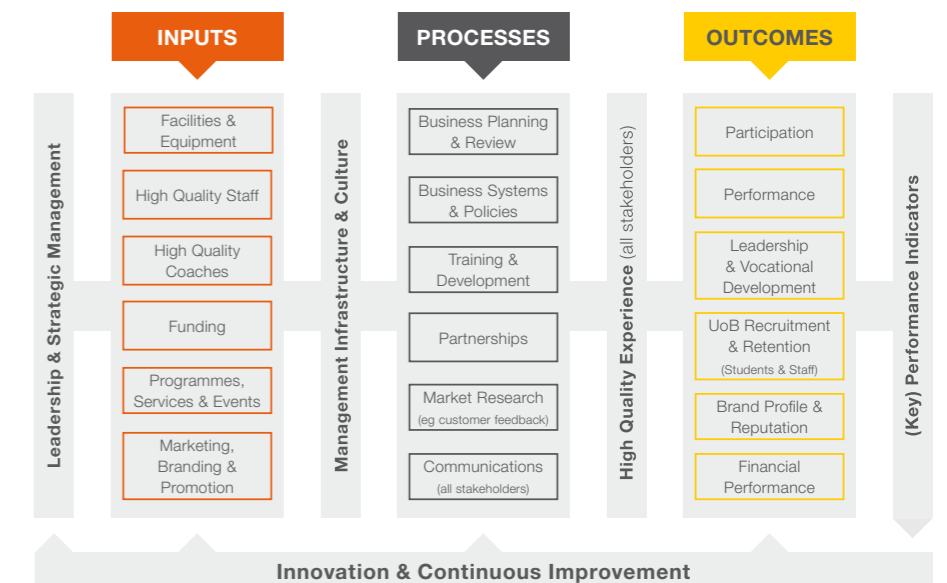 INPUTS
PROCESSES
OUTCOMES
Leadership & Strategic Management
Facilities &
Equipment
High Quality Staff
High Quality
Coaches
Funding
Programmes,
Services & Events
Marketing,
Branding &
Promotion
Management Infrastructure & Culture
Business Planning
& Review
Business Systems
& Policies
Training &
Development
Partnerships
Market Research
(eg customer feedback)
Communications
(all stakeholders)
High Quality Experience (all stakeholders)
Participation
Performance
Leadership
& Vocational
Development
UoB Recruitment
& Retention
(Students & Staff)
Brand Profile &
Reputation
Financial
Performance
(Key) Performance Indicators
Innovation & Continuous Improvement